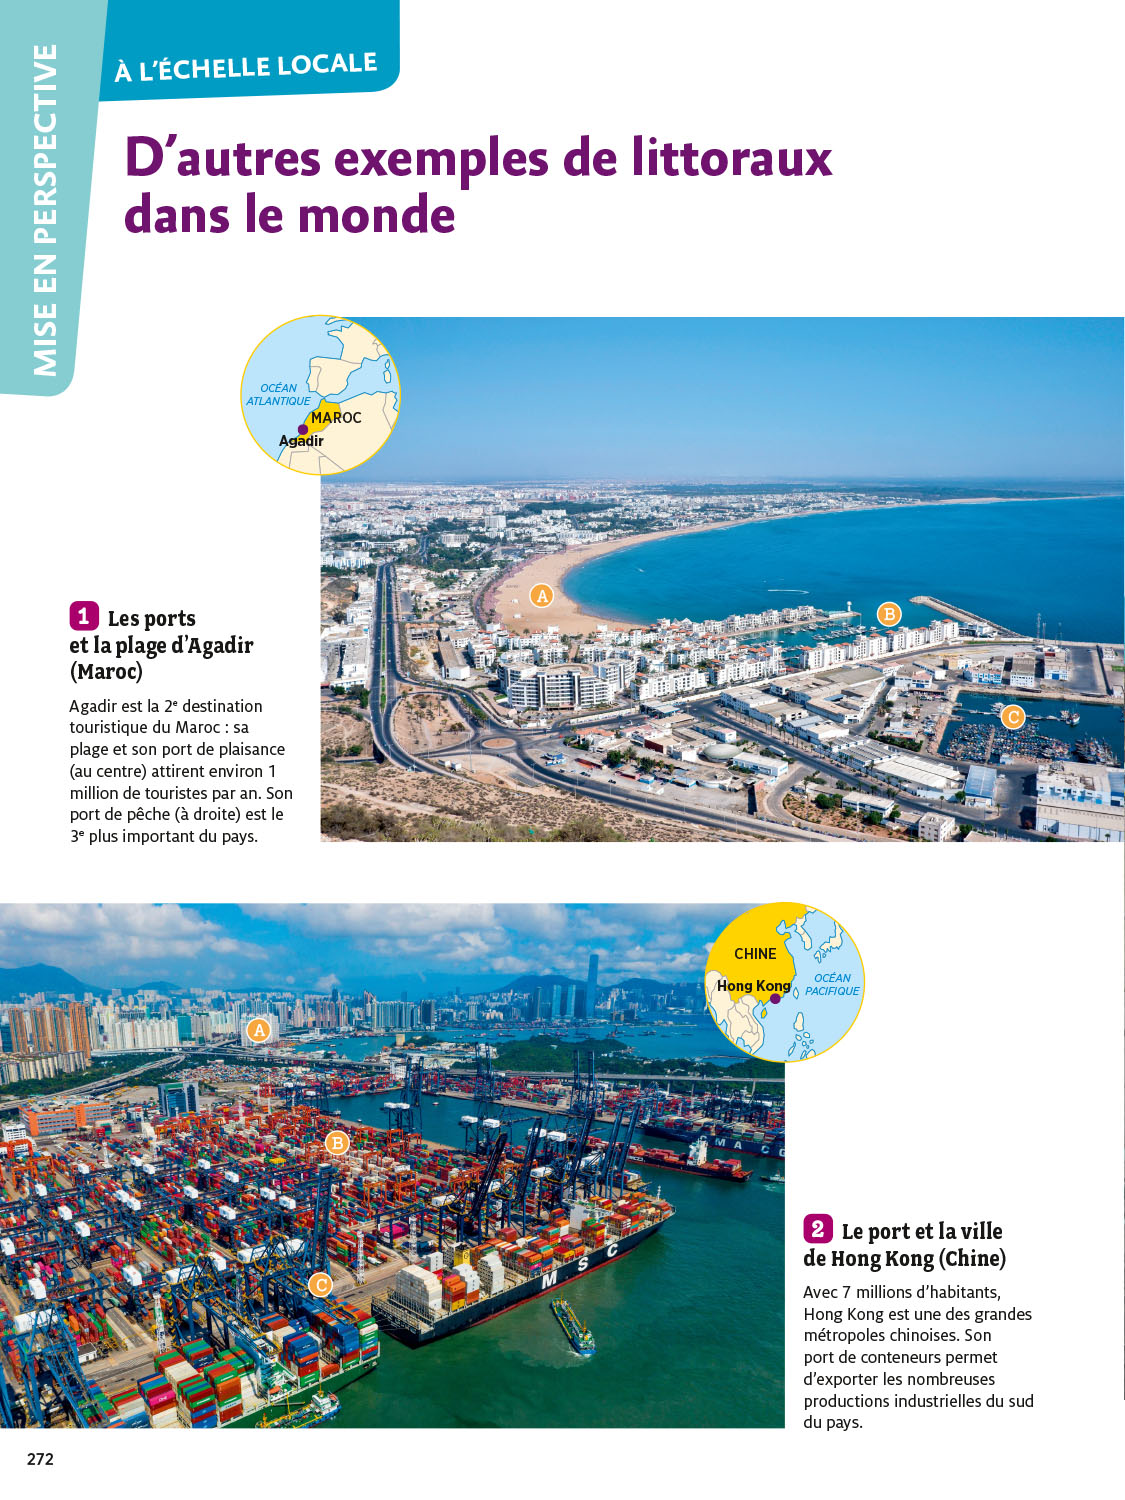 MISE EN PERSPECTIVE
À L'ÉCHELLE LOCALE
D'autres exemples de littoraux
dans le monde
OCÉAN
ATLANTIQUE
MAROC
Agadir
A
B
C
1 Les ports
et la plage d'Agadir
(Maroc)
Agadir est la 2e destination
touristique du Maroc : sa
plage et son port de plaisance
(au centre) attirent environ 1
million de touristes par an. Son
port de pêche (à droite) est le
3e plus important du pays.
CHINE
Hong Kong
OCÉAN
PACIFIQUE
A
B
C
MSC
MAC
2 Le port et la ville
de Hong Kong (Chine)
Avec 7 millions d'habitants,
Hong Kong est une des grandes
métropoles chinoises. Son
port de conteneurs permet
d'exporter les nombreuses
productions industrielles du sud
du pays.
272